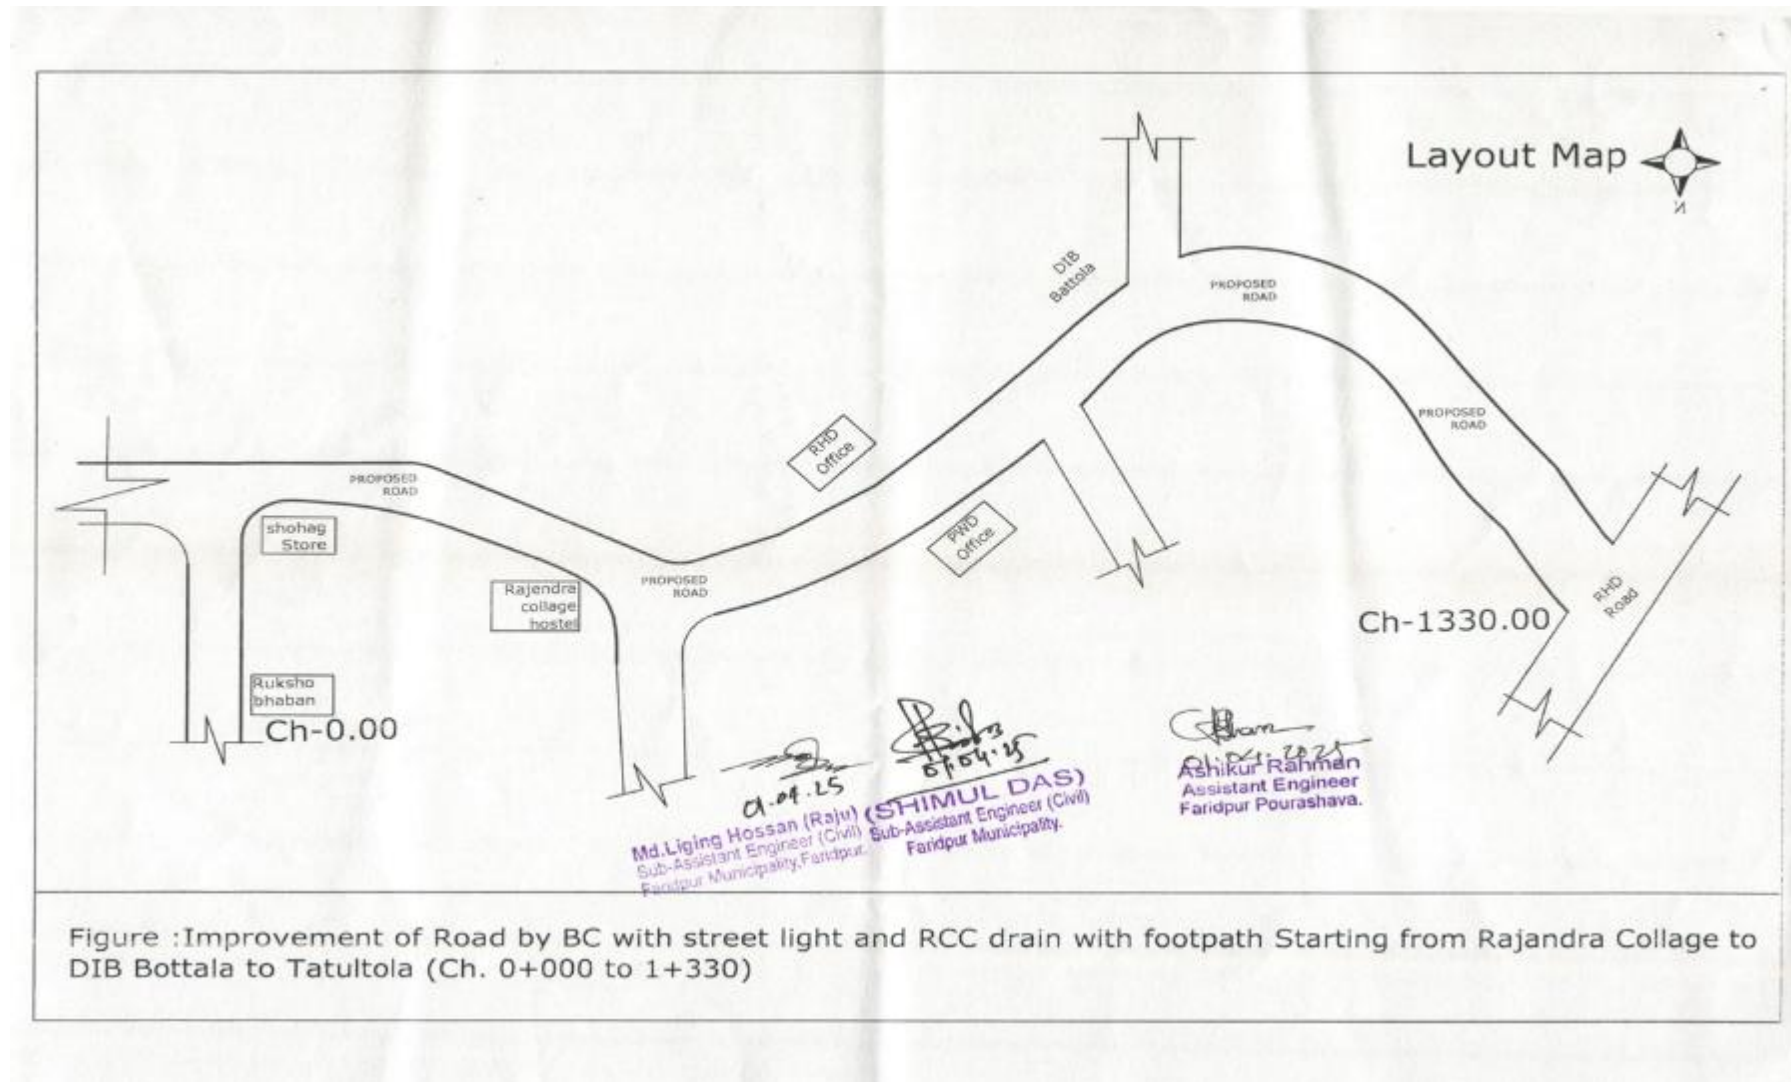 Layout Map
N
DIB
Battola
PROPOSED
ROAD
PROPOSED
ROAD
RHD
Office
PROPOSED
ROAD
shohag
Store
PWD
Office
Rajendra
collage
hostel
PROPOSED
ROAD
RHD
Road
Ch-1330.00
Ruksho
bhaban
Ch-0.00
01.04.25
Md.Liging Hossan (Raju)
Sub-Assistant Engineer (Civil)
Faridpur Municipality,Faridpur.
01.04.25
(SHIMUL DAS)
Sub-Assistant Engineer (Civil)
Faridpur Municipality.
01.04.2025
Ashikur Rahman
Assistant Engineer
Faridpur Pourashava.
Figure :Improvement of Road by BC with street light and RCC drain with footpath Starting from Rajandra Collage to
DIB Bottala to Tatultola (Ch. 0+000 to 1+330)